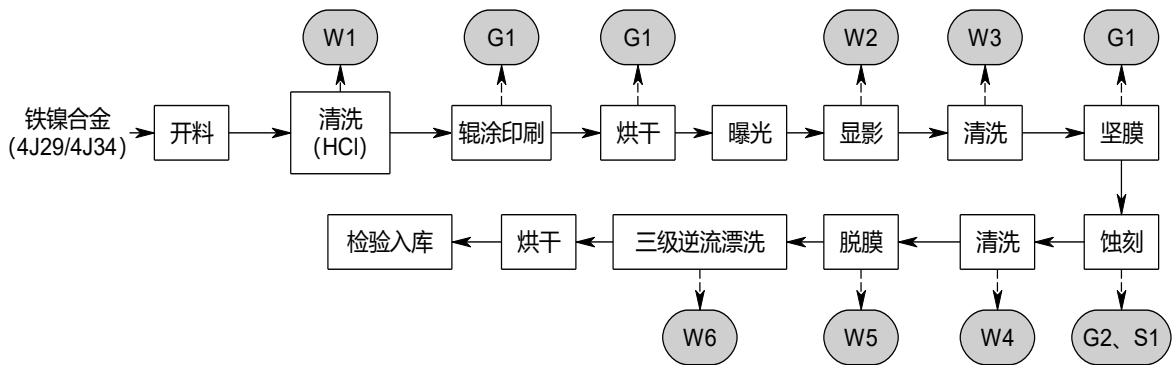 W1
G1
G1
W2
W3
G1
铁镍合金
(4J29/4J34)
开料
清洗
(HCl)
辊涂印刷
烘干
曝光
显影
清洗
坚膜
检验入库
烘干
三级逆流漂洗
脱膜
清洗
蚀刻
W6
W5
W4
G2、S1